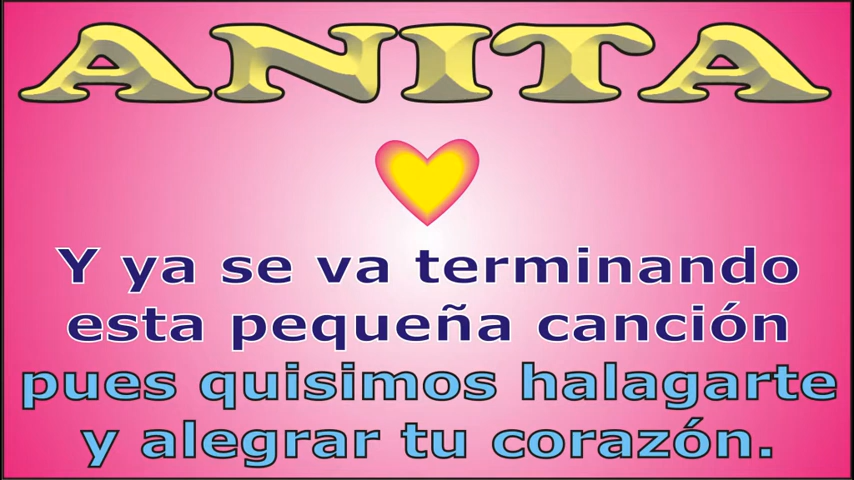 ANITA
Y ya se va terminando
esta pequeña canción
pues quisimos halagarte
y alegrar tu corazón.